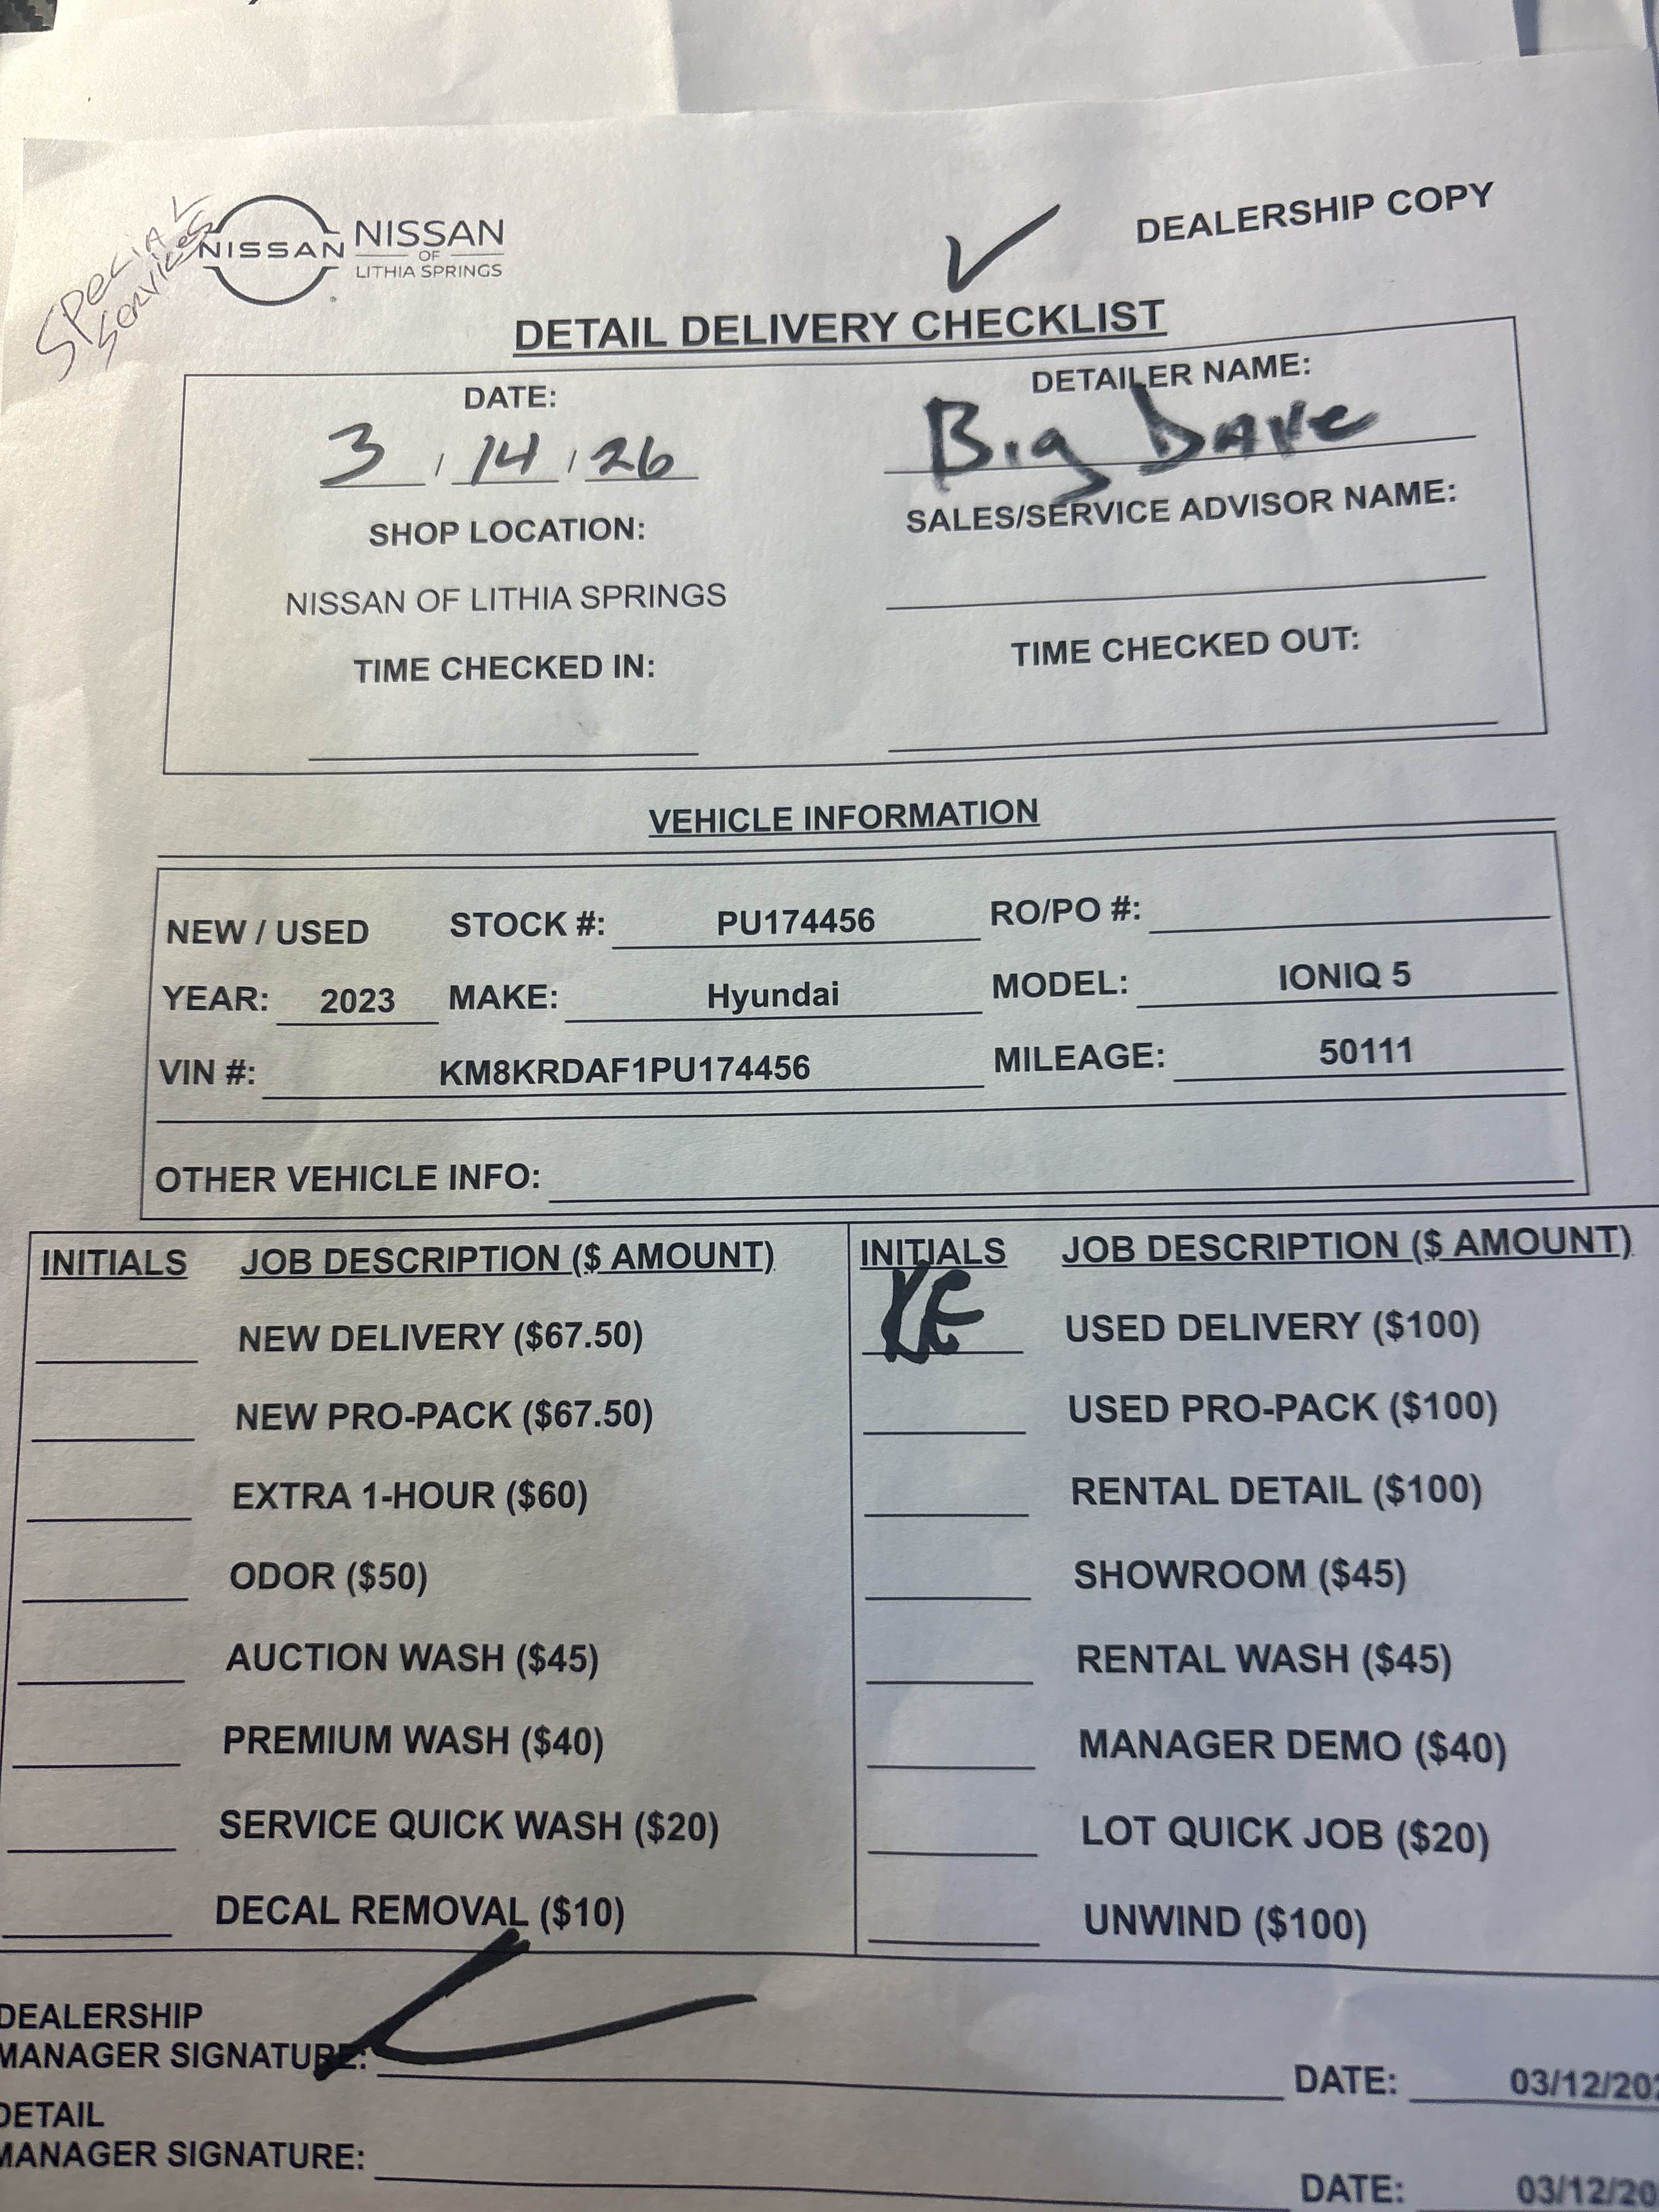 SPECIAL
Services
NISSAN
NISSAN
OF
LITHIA SPRINGS
DEALERSHIP COPY
DETAIL DELIVERY CHECKLIST
DATE:
DETAILER NAME:
3 / 14 / 26
Big Dave
SHOP LOCATION:
SALES/SERVICE ADVISOR NAME:
NISSAN OF LITHIA SPRINGS
TIME CHECKED IN:
TIME CHECKED OUT:
VEHICLE INFORMATION
NEW / USED STOCK #: PU174456 RO/PO #:
YEAR: 2023 MAKE: Hyundai MODEL: IONIQ 5
VIN #: KM8KRDAF1PU174456 MILEAGE: 50111
OTHER VEHICLE INFO:
INITIALS JOB DESCRIPTION ($ AMOUNT) INITIALS JOB DESCRIPTION ($ AMOUNT)
NEW DELIVERY ($67.50) USED DELIVERY ($100)
NEW PRO-PACK ($67.50) USED PRO-PACK ($100)
EXTRA 1-HOUR ($60) RENTAL DETAIL ($100)
ODOR ($50) SHOWROOM ($45)
AUCTION WASH ($45) RENTAL WASH ($45)
PREMIUM WASH ($40) MANAGER DEMO ($40)
SERVICE QUICK WASH ($20) LOT QUICK JOB ($20)
DECAL REMOVAL ($10) UNWIND ($100)
DEALERSHIP
MANAGER SIGNATURE: DATE: 03/12/202
DETAIL
MANAGER SIGNATURE: DATE: 03/12/20